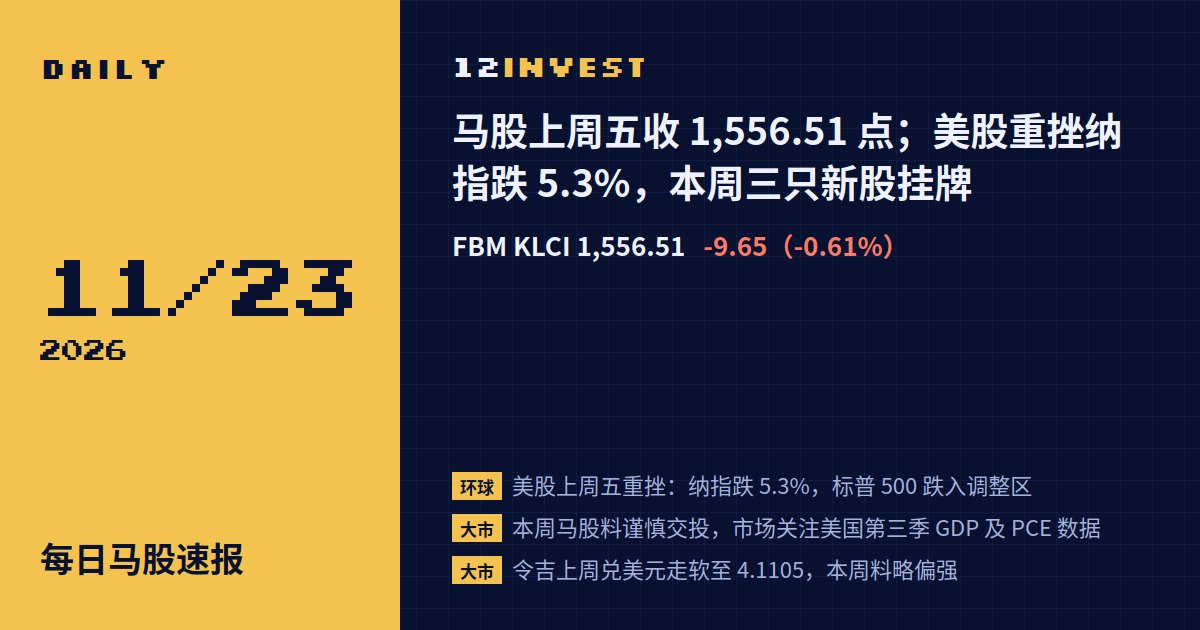 DAILY
11/23
2026
每日马股速报
12INVEST
马股上周五收 1,556.51 点；美股重挫纳
指跌 5.3%，本周三只新股挂牌
FBM KLCI 1,556.51 -9.65（-0.61%）
环球 美股上周五重挫：纳指跌 5.3%，标普 500 跌入调整区
大市 本周马股料谨慎交投，市场关注美国第三季 GDP 及 PCE 数据
大市 令吉上周兑美元走软至 4.1105，本周料略偏强